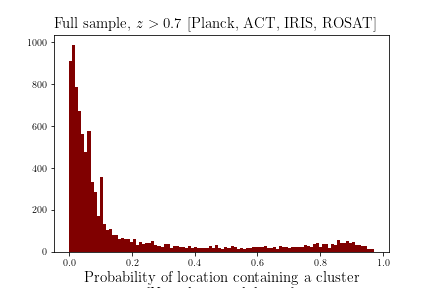 Full sample, z > 0.7 [Planck, ACT, IRIS, ROSAT]
1000
800
600
400
200
0
0.0 0.2 0.4 0.6 0.8 1.0
Probability of location containing a cluster